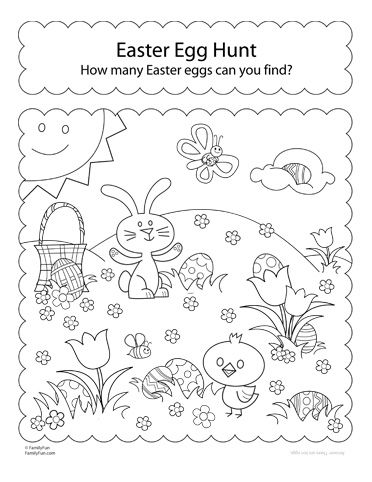 Easter Egg Hunt
How many Easter eggs can you find?
© FamilyFun
FamilyFun.com